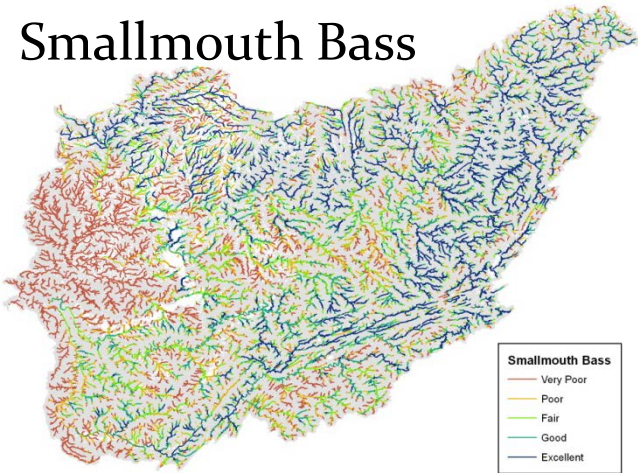 Smallmouth Bass
Smallmouth Bass
Very Poor
Poor
Fair
Good
Excellent